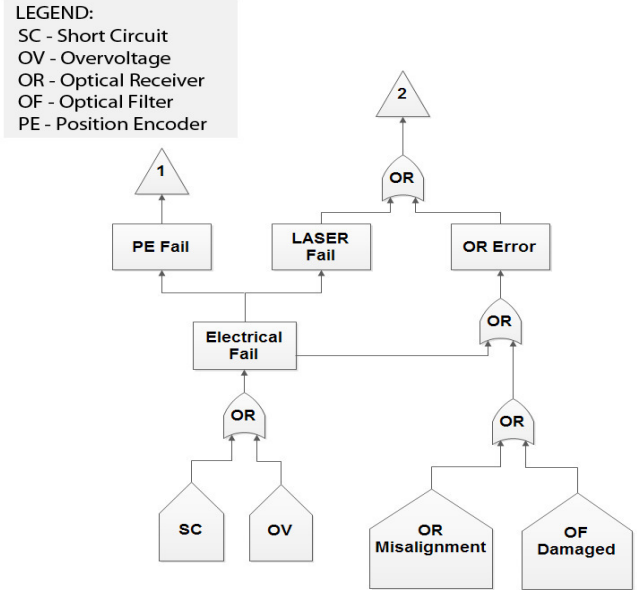 LEGEND:
SC - Short Circuit
OV - Overvoltage
OR - Optical Receiver
OF - Optical Filter
PE - Position Encoder
2
1
OR
PE Fail
LASER
Fail
OR Error
OR
Electrical
Fail
OR
OR
SC
OV
OR
Misalignment
OF
Damaged